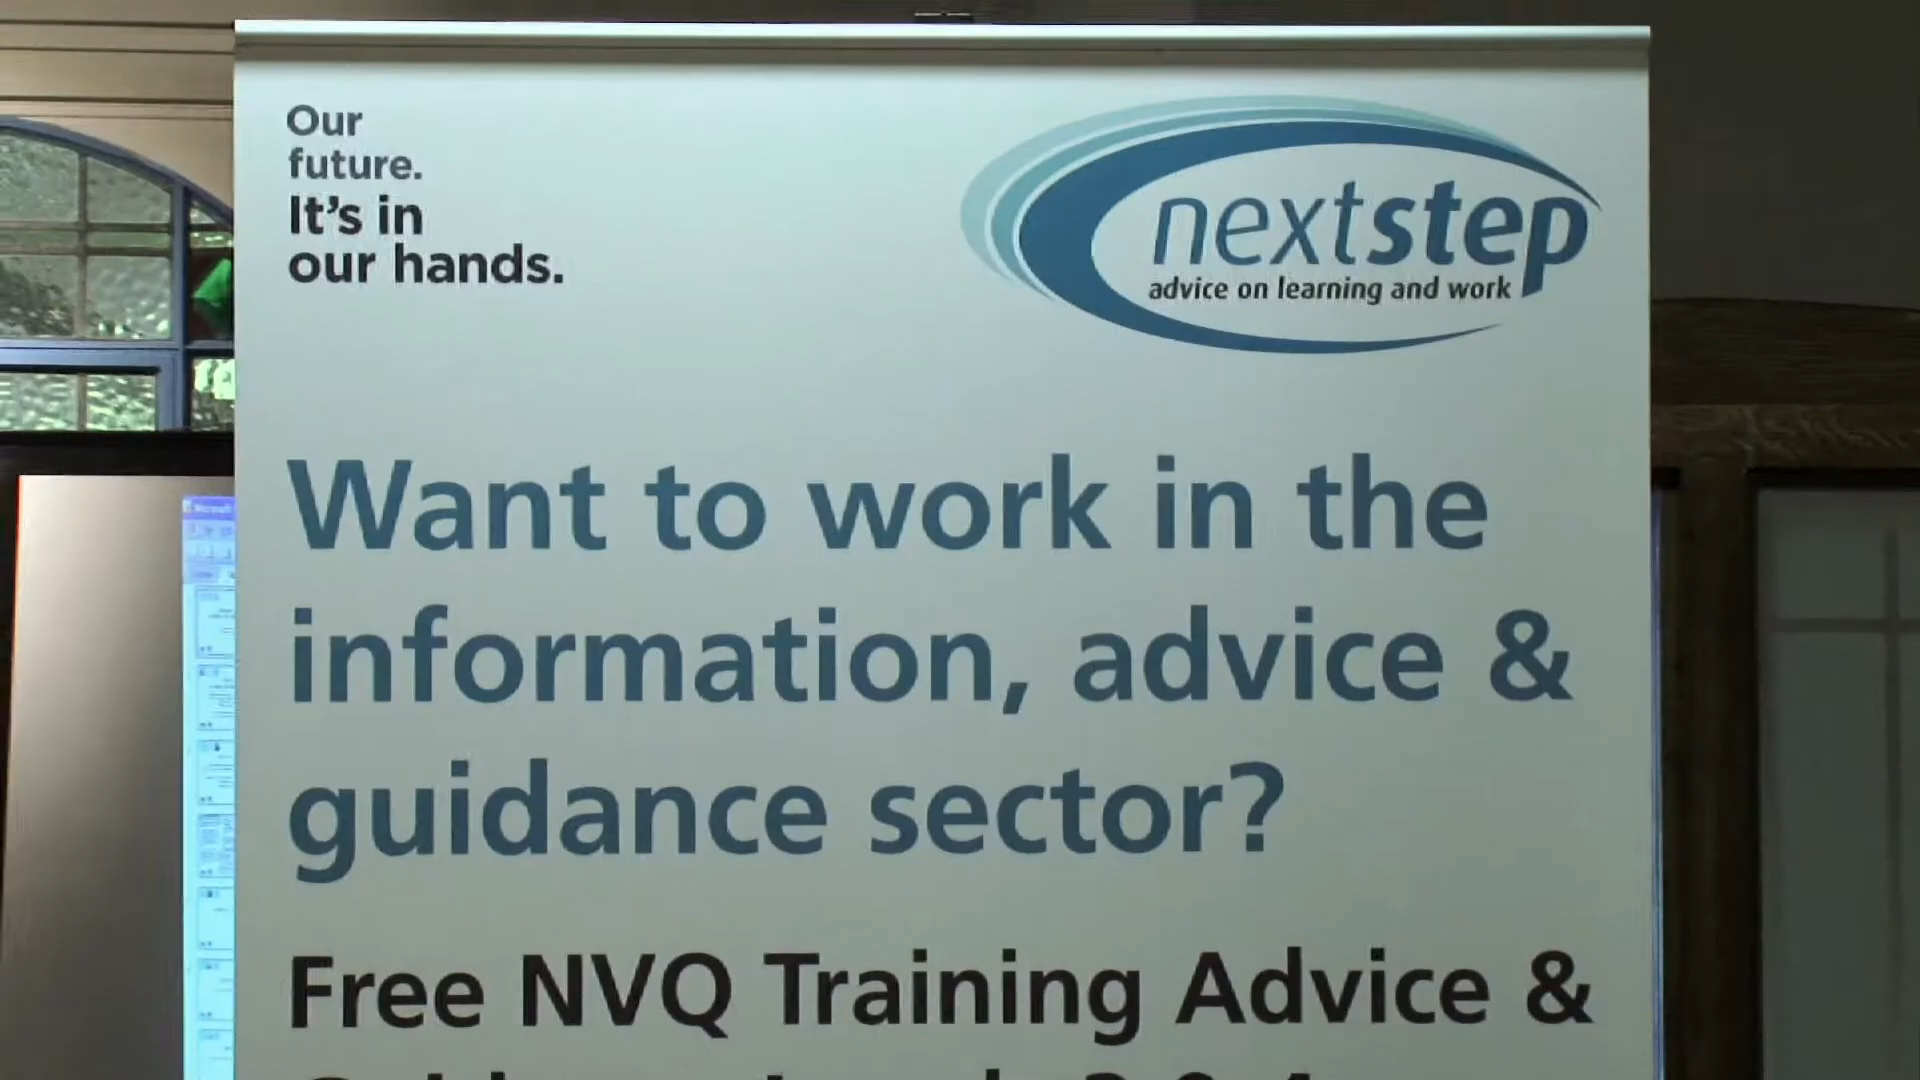 Our
future.
It's in
our hands.
nextstep
advice on learning and work
Want to work in the
information, advice &
guidance sector?
Free NVQ Training Advice &